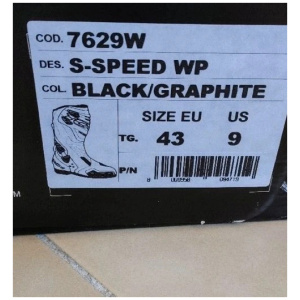 COD. 7629W
DES. S-SPEED WP
COL. BLACK/GRAPHITE
SIZE EU US
TG. 43 9
P/N